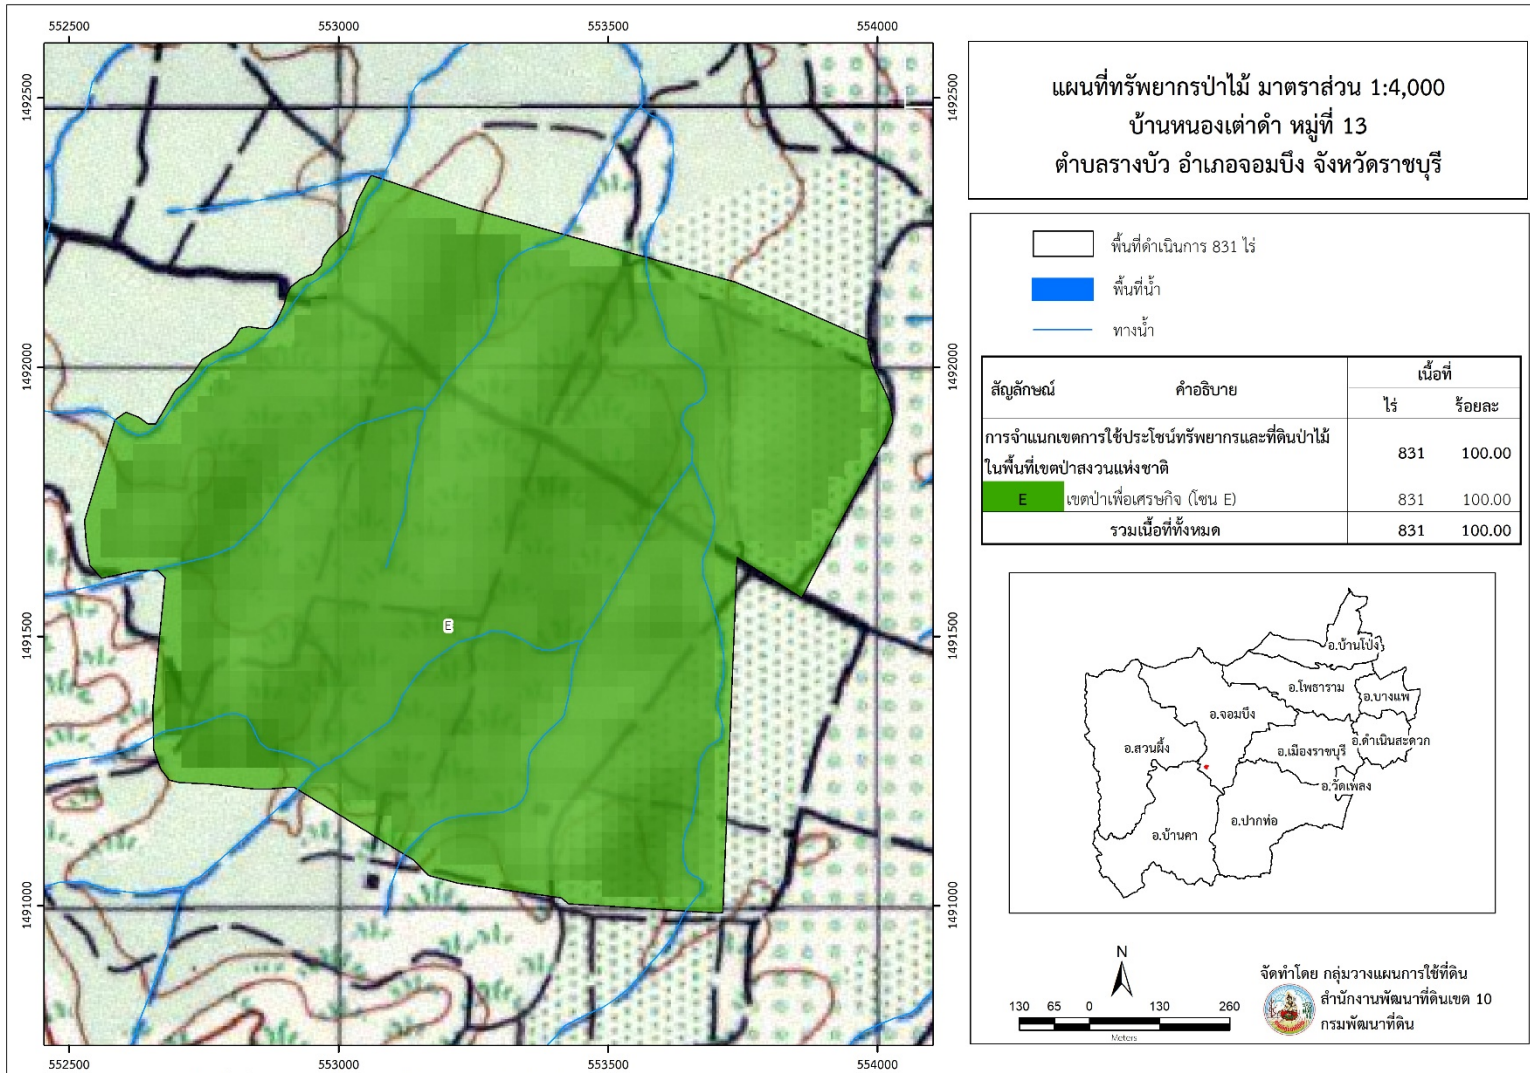 552500 553000 553500 554000
1492500
1492000
1491500
1491000
E
1492500
1492000
1491500
1491000
552500 553000 553500 554000
แผนที่ทรัพยากรป่าไม้ มาตราส่วน 1:4,000
บ้านหนองเต่าดำ หมู่ที่ 13
ตำบลรางบัว อำเภอจอมบึง จังหวัดราชบุรี
พื้นที่ดำเนินการ 831 ไร่
พื้นที่น้ำ
ทางน้ำ
สัญลักษณ์ คำอธิบาย เนื้อที่
ไร่ ร้อยละ
การจำแนกเขตการใช้ประโยชน์ทรัพยากรและที่ดินป่าไม้
ในพื้นที่เขตป่าสงวนแห่งชาติ 831 100.00
E เขตป่าเพื่อเศรษฐกิจ (โซน E) 831 100.00
รวมเนื้อที่ทั้งหมด 831 100.00
อ.บ้านโป่ง
อ.โพธาราม
อ.บางแพ
อ.จอมบึง
อ.ดำเนินสะดวก
อ.สวนผึ้ง
อ.เมืองราชบุรี
อ.วัดเพลง
อ.ปากท่อ
อ.บ้านคา
N
130 65 0 130 260
Meters
จัดทำโดย กลุ่มวางแผนการใช้ที่ดิน
สำนักงานพัฒนาที่ดินเขต 10
กรมพัฒนาที่ดิน